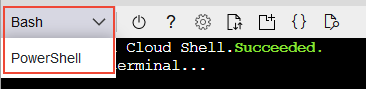 Bash
?
{}
Cloud Shell.Succeeded.
PowerShell
erminal...